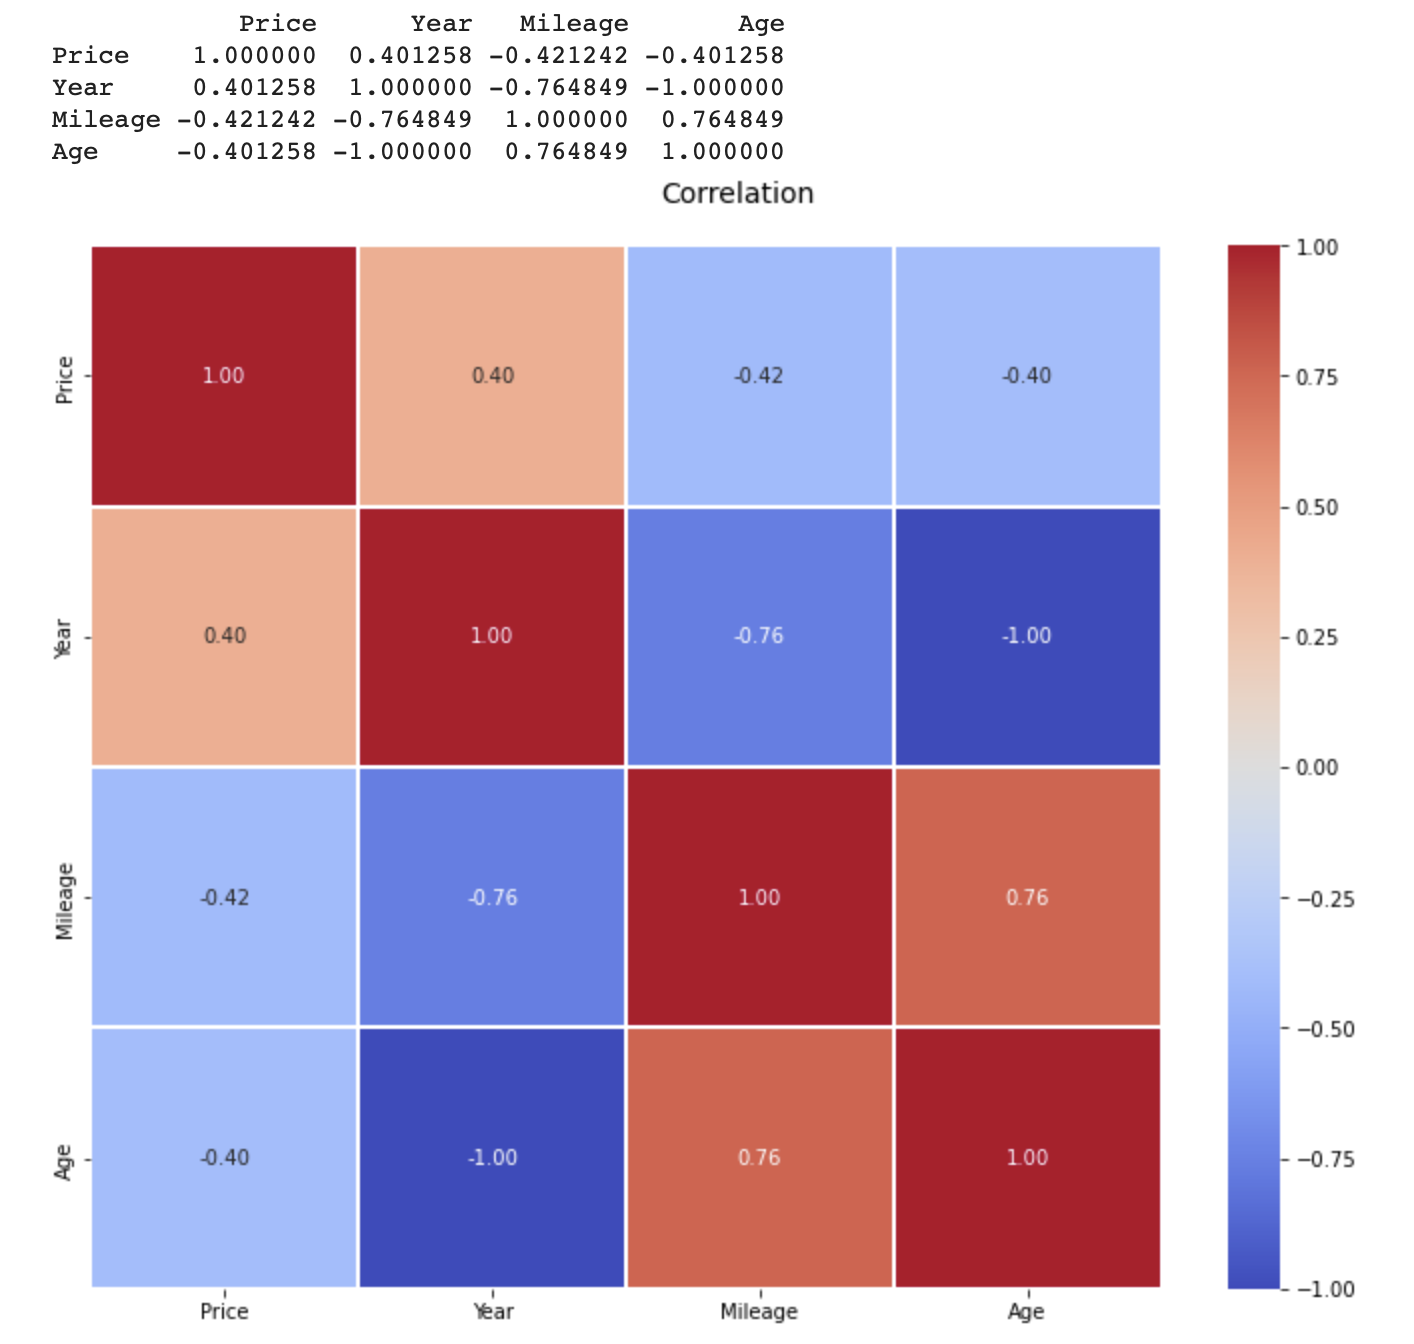 Price Year Mileage Age
Price 1.000000 0.401258 -0.421242 -0.401258
Year 0.401258 1.000000 -0.764849 -1.000000
Mileage -0.421242 -0.764849 1.000000 0.764849
Age -0.401258 -1.000000 0.764849 1.000000
Correlation
1.00
Price 1.00 0.40 -0.42 -0.40 0.75
0.50
Year 0.40 1.00 -0.76 -1.00 0.25
0.00
Mileage -0.42 -0.76 1.00 0.76 −0.25
−0.50
Age -0.40 -1.00 0.76 1.00 −0.75
−1.00
Price Year Mileage Age